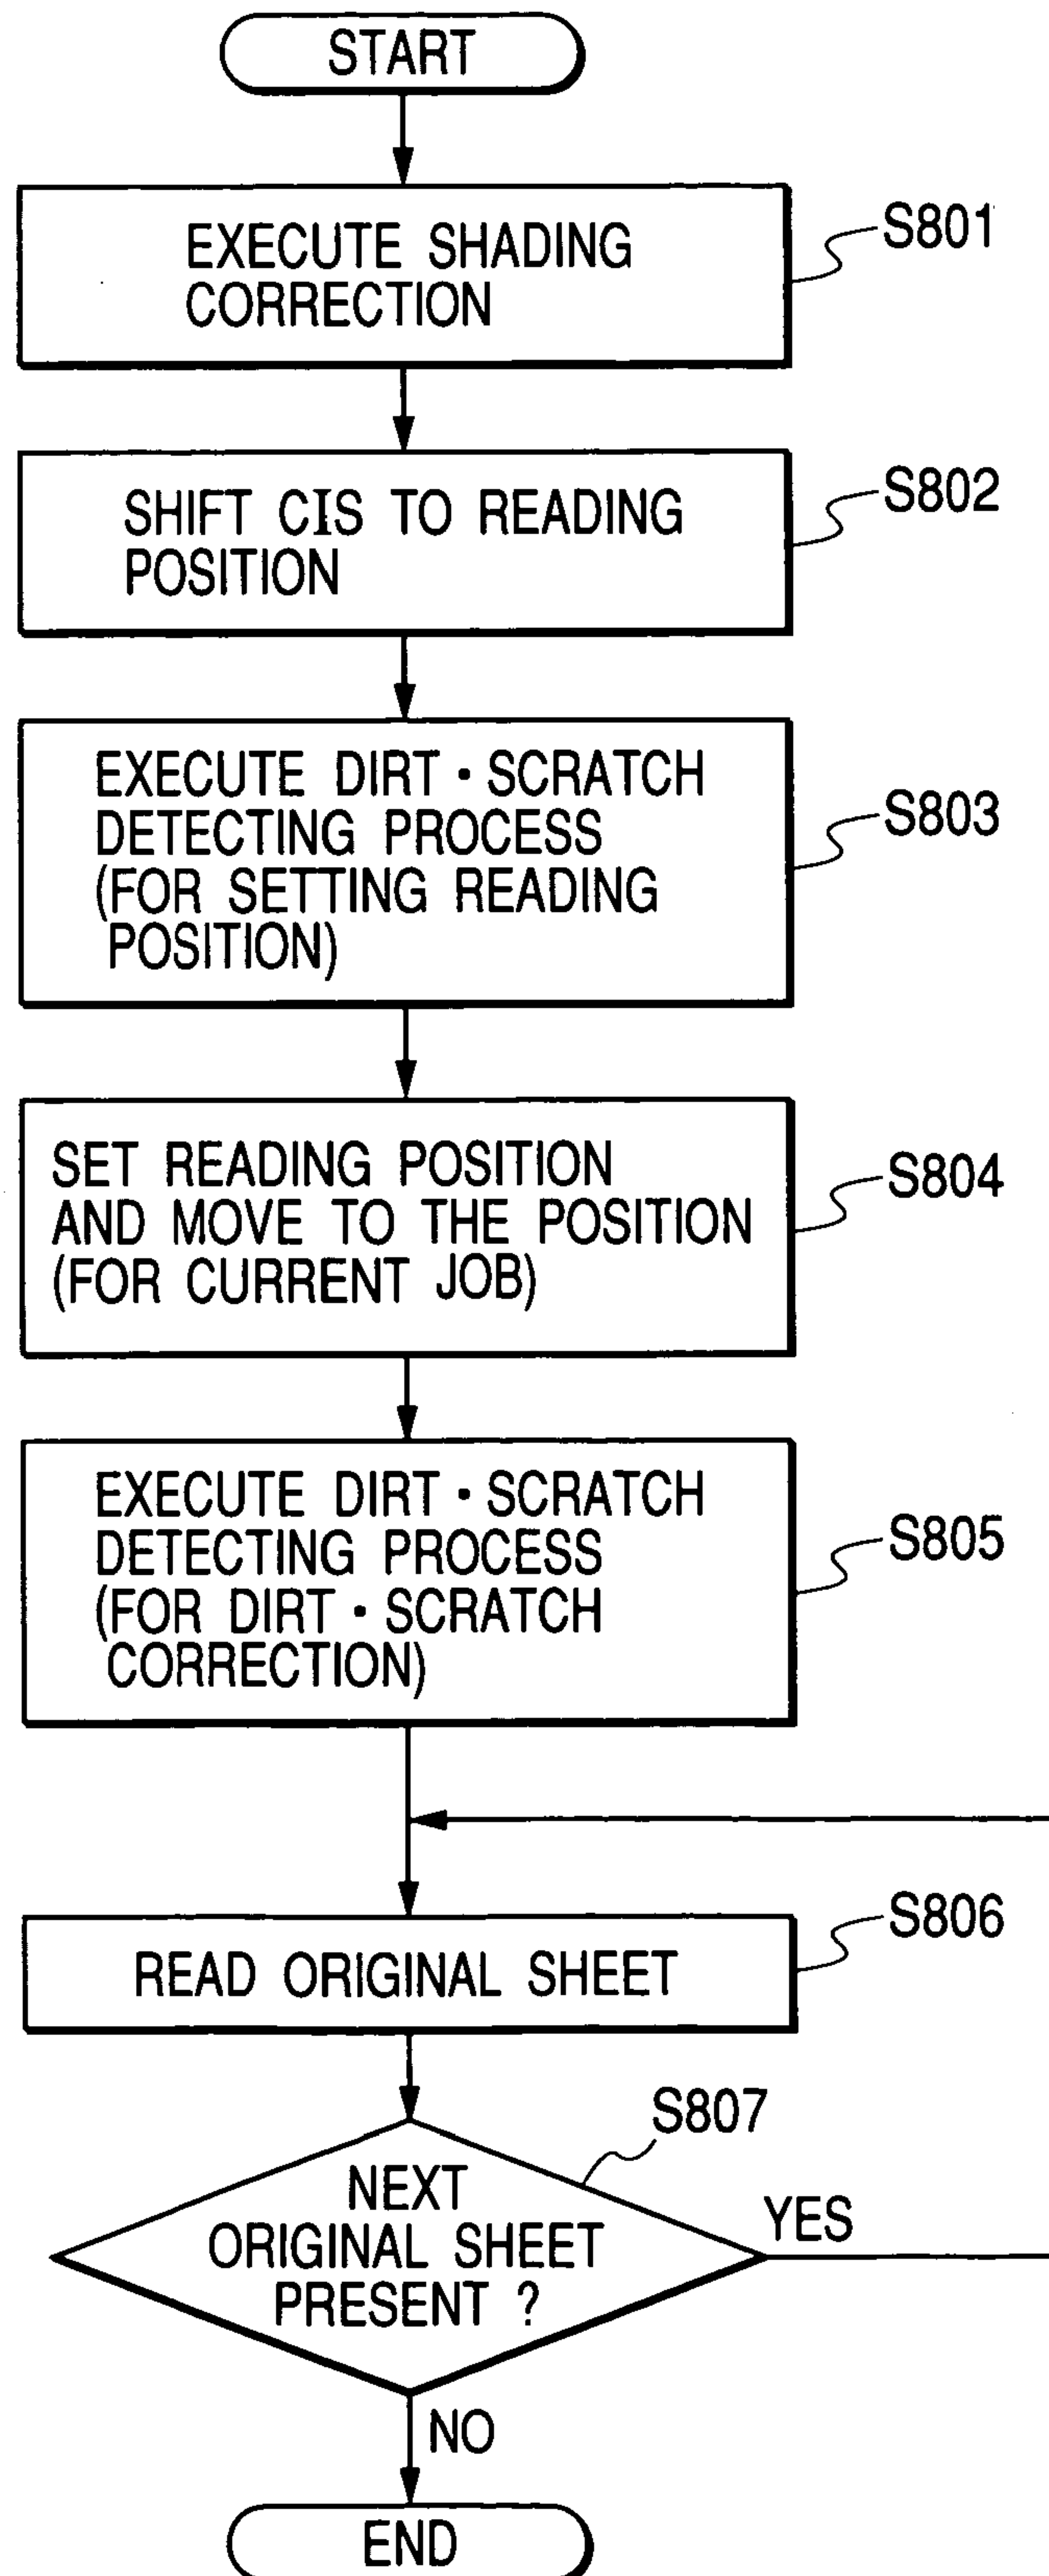 START
EXECUTE SHADING
CORRECTION
S801
SHIFT CIS TO READING
POSITION
S802
EXECUTE DIRT・SCRATCH
DETECTING PROCESS
(FOR SETTING READING
POSITION)
S803
SET READING POSITION
AND MOVE TO THE POSITION
(FOR CURRENT JOB)
S804
EXECUTE DIRT・SCRATCH
DETECTING PROCESS
(FOR DIRT・SCRATCH
CORRECTION)
S805
READ ORIGINAL SHEET
S806
S807
NEXT
ORIGINAL SHEET
PRESENT ?
YES
NO
END